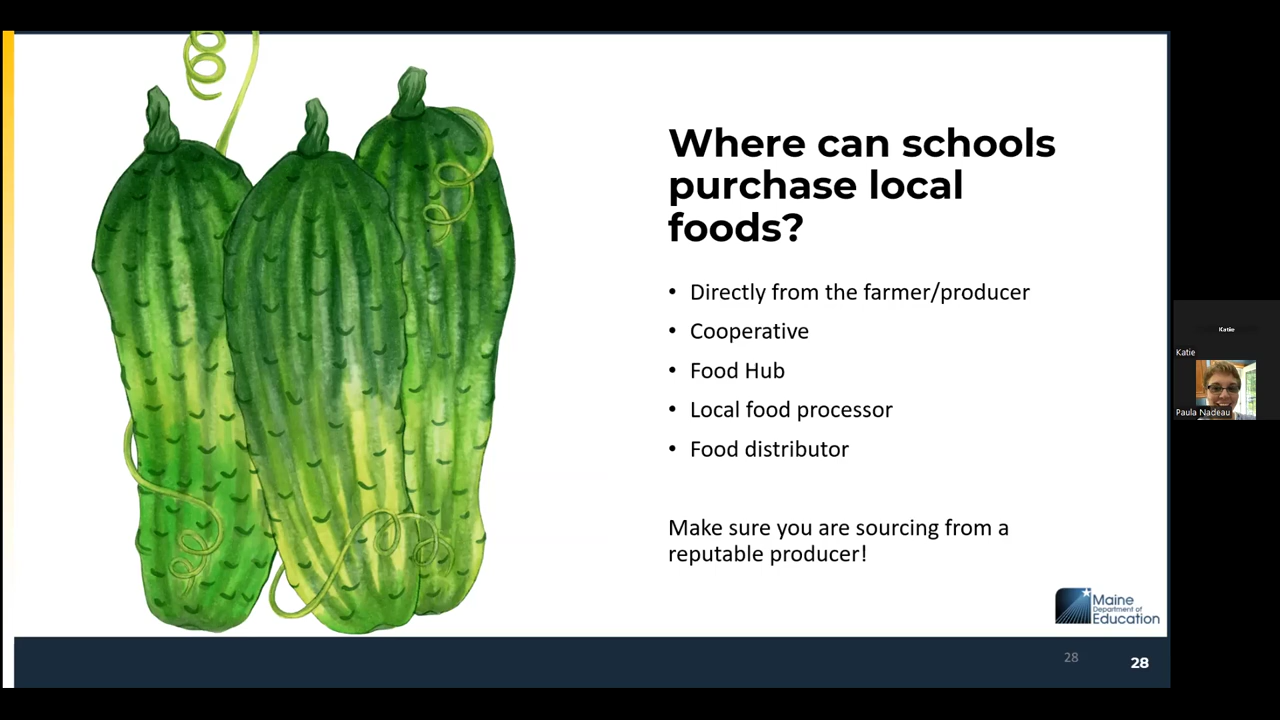 Where can schools
purchase local
foods?
• Directly from the farmer/producer
• Cooperative
• Food Hub
• Local food processor
• Food distributor
Make sure you are sourcing from a
reputable producer!
Maine
Department of
Education
28
28
Katie
Katie
Paula Nadeau